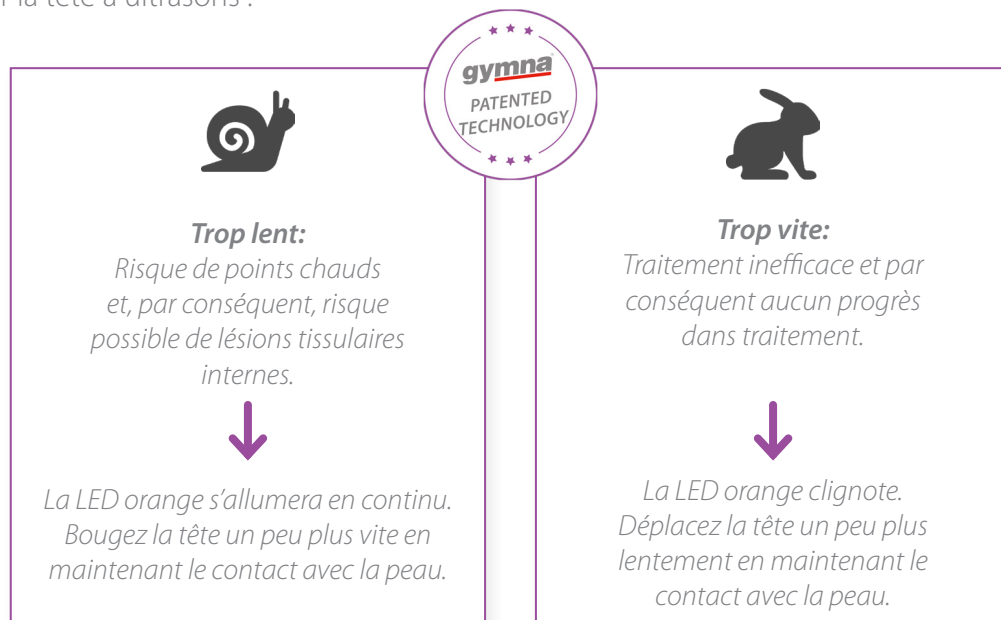 la tête à ultrasons :
gymna
PATENTED
TECHNOLOGY
Trop lent:
Risque de points chauds
et, par conséquent, risque
possible de lésions tissulaires
internes.
La LED orange s’allumera en continu.
Bougez la tête un peu plus vite en
maintenant le contact avec la peau.
Trop vite:
Traitement inefficace et par
conséquent aucun progrès
dans traitement.
La LED orange clignote.
Déplacez la tête un peu plus
lentement en maintenant le
contact avec la peau.